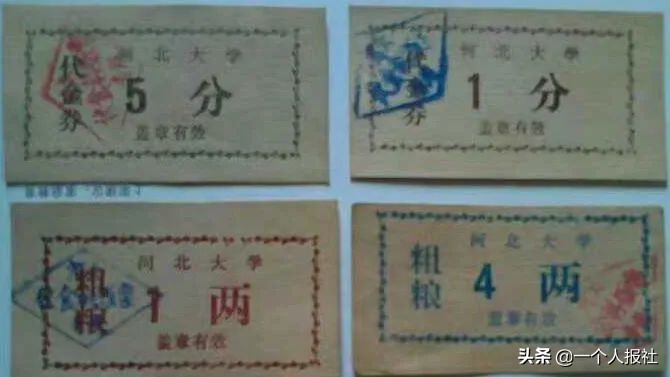 河北大学
代金券
5 分
盖章有效
河北大學
代金券
1 分
盖章有效
河北大学
粗粮
1 两
盖章有效
河北大学
粗粮
4 两
盖章有效
头条 @一个人报社